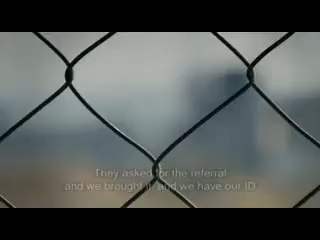 They asked for the referral
and we brought it, and we have our ID